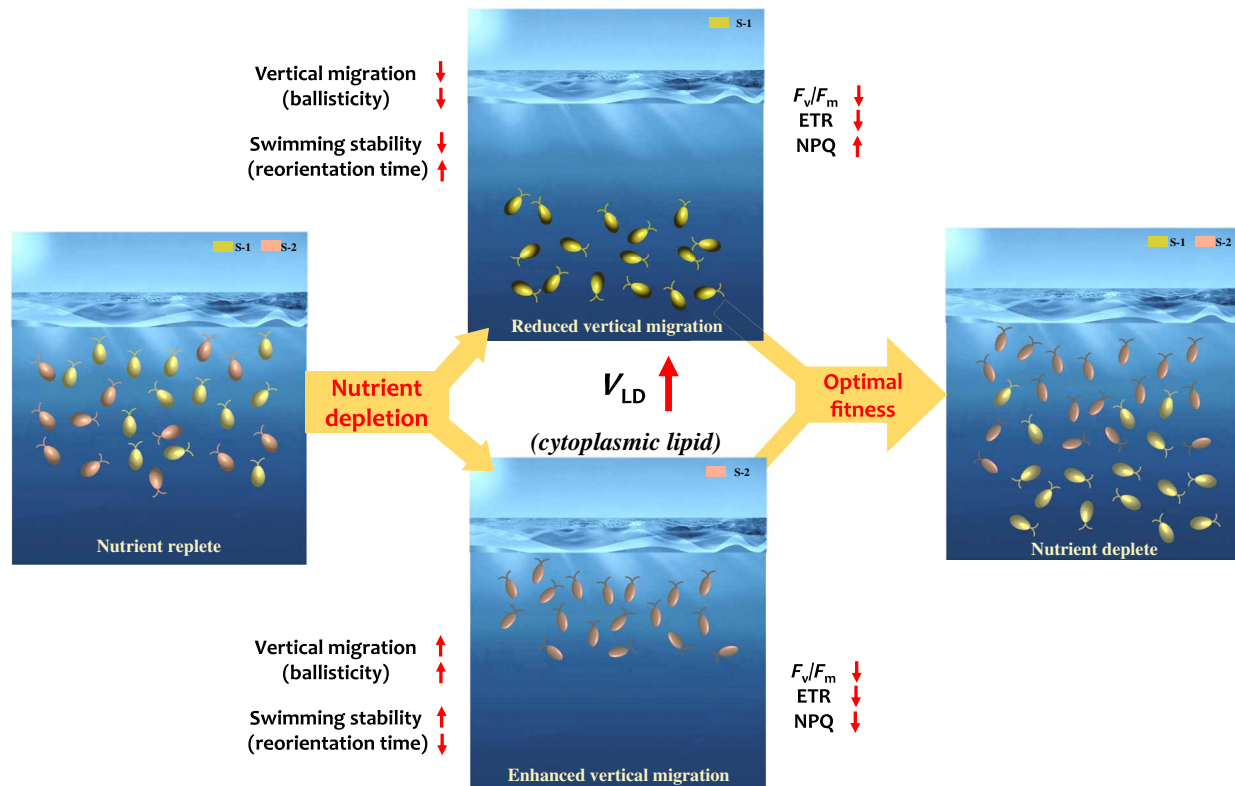 S-1
Vertical migration ↓
(ballisticity) ↓
Swimming stability ↓
(reorientation time) ↑
Fv/Fm ↓
ETR ↓
NPQ ↑
Reduced vertical migration
S-1 S-2
Nutrient replete
Nutrient
depletion
VLD ↑
(cytoplasmic lipid)
Optimal
fitness
S-1 S-2
Nutrient deplete
S-2
Vertical migration ↑
(ballisticity) ↑
Swimming stability ↑
(reorientation time) ↓
Fv/Fm ↓
ETR ↓
NPQ ↓
Enhanced vertical migration